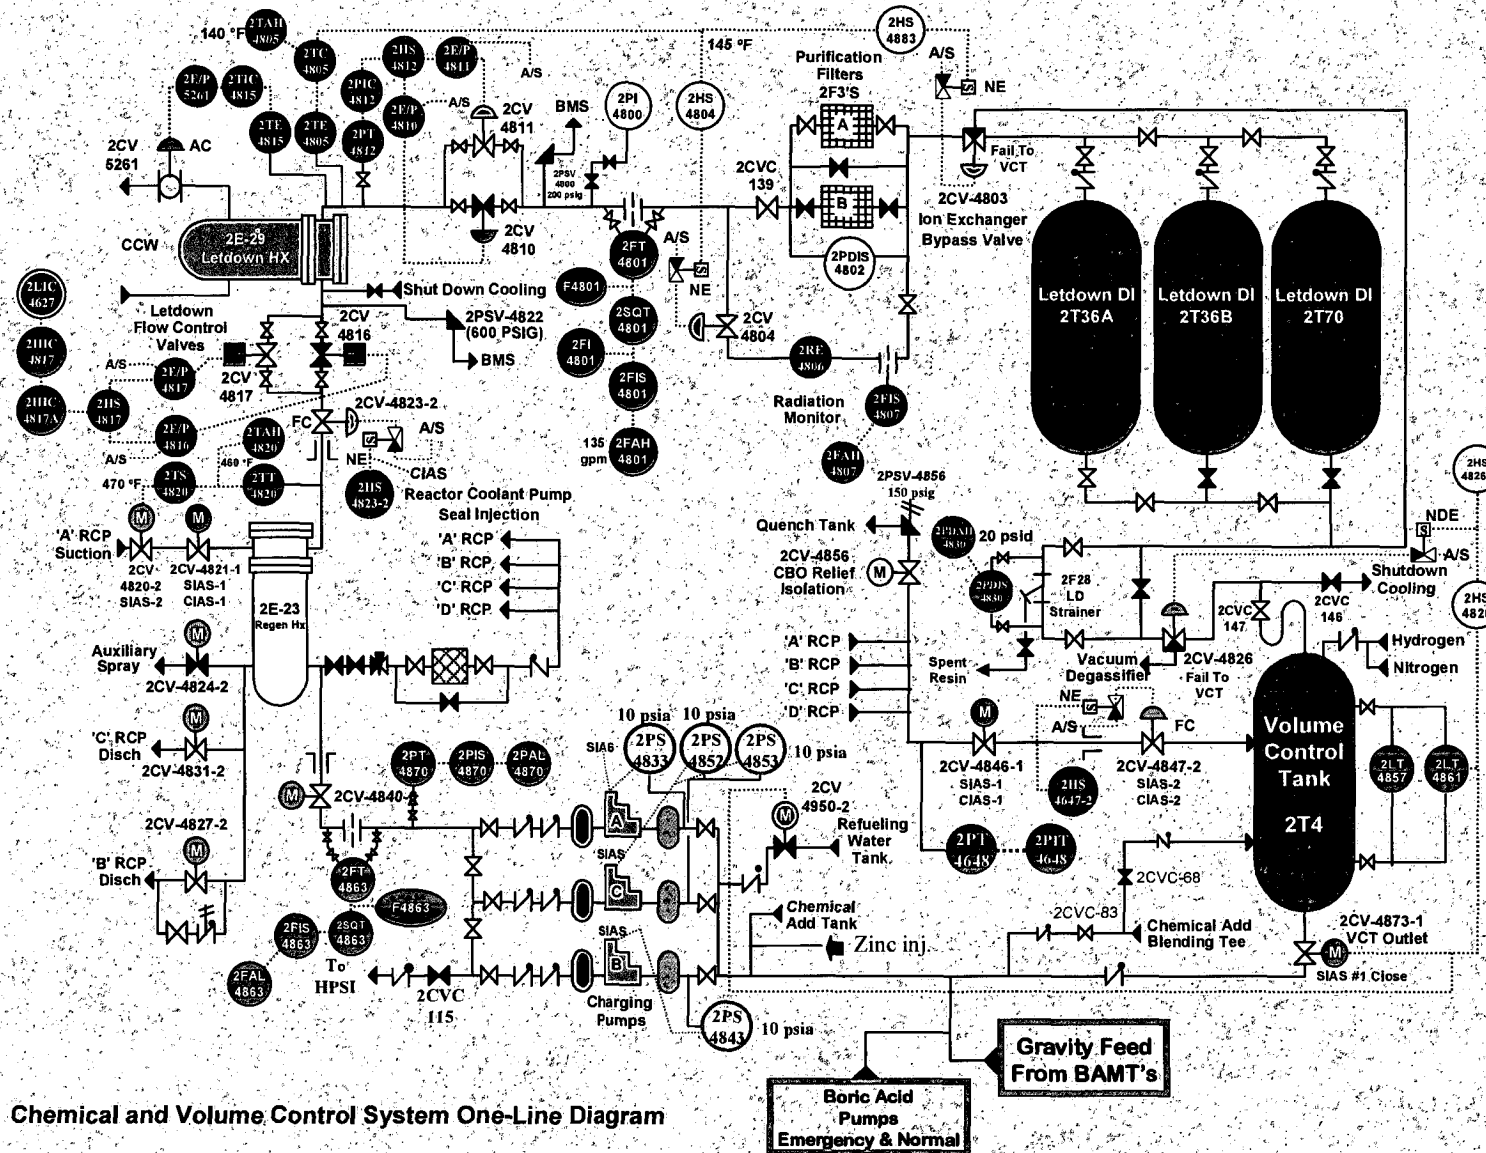 2TAH
4805
140 °F
2TC
4805
2HS
4812
2E/P
4811
A/S
145 °F
2HS
4883
A/S
NE
Purification
Filters
2F3'S
2E/P
5261
2TIC
4815
2PIC
4812
A/S
2E/P
4810
2CV
4811
BMS
2PI
4800
2HS
4804
2TE
4815
2TE
4805
2PT
4812
2CV
5261
AC
2PSV
4800
200 psig
2CVC
139
A
B
Fail To
VCT
2CV-4803
Ion Exchanger
Bypass Valve
CCW
2E-29
Letdown HX
2CV
4810
2FT
4801
A/S
NE
2PDIS
4802
2LIC
4627
Letdown
Flow Control
Valves
Shut Down Cooling
2CV
4816
2PSV-4822
(600 PSIG)
BMS
F4801
2SQT
4801
2CV
4804
Letdown DI
2T36A
Letdown DI
2T36B
Letdown DI
2T70
2HIC
4817
A/S
2E/P
4817
2CV
4817
2FI
4801
2RE
4806
2HIC
4817A
2HS
4817
2FIS
4801
Radiation
Monitor
2FIS
4807
FC
2CV-4823-2
A/S
NE
CIAS
2E/P
4816
A/S
2TAH
4820
460 °F
135
gpm
2FAH
4801
2FAH
4807
470 °F
2TS
4820
2TT
4820
2HS
4823-2
Reactor Coolant Pump
Seal Injection
2PSV-4856
150 psig
Quench Tank
2PDAH
4830
20 psid
2HS
4826
NDE
A/S
M
M
'A' RCP
Suction
2CV
4820-2
SIAS-2
2CV-4821-1
SIAS-1
CIAS-1
'A' RCP
'B' RCP
'C' RCP
'D' RCP
2CV-4856
CBO Relief
Isolation
M
2PDIS
4830
2F28
LD
Strainer
Shutdown
Cooling
2CVC
147
2CVC
146
2E-23
Regen Hx
M
Auxiliary
Spray
2CV-4824-2
'A' RCP
'B' RCP
'C' RCP
'D' RCP
Spent
Resin
Vacuum
Degassifier
2CV-4826
Fail To
VCT
Hydrogen
Nitrogen
M
'C' RCP
Disch
2CV-4831-2
10 psia
10 psia
10 psia
2PS
4833
2PS
4852
2PS
4853
2PT
4870
2PIS
4870
2PAL
4870
M
2CV-4846-1
SIAS-1
CIAS-1
NE
A/S
FC
2CV-4847-2
SIAS-2
CIAS-2
2HS
4647-2
Volume
Control
Tank
2T4
2LT
4857
2LT
4861
M
2CV-4840-
2CV
4950-2
M
Refueling
Water
Tank
2CV-4827-2
M
'B' RCP
Disch
A
SIAS
C
2PT
4648
2PIT
4648
2FT
4863
F4863
2CVC-68
2CVC-83
Chemical
Add Tank
Chemical Add
Blending Tee
2CV-4873-1
VCT Outlet
M
SIAS #1 Close
2FIS
4863
2SQT
4863
SIAS
B
Zinc inj.
2FAL
4863
To
HPSI
2CVC
115
Charging
Pumps
2PS
4843
10 psia
Gravity Feed
From BAMT's
Boric Acid
Pumps
Emergency & Normal
Chemical and Volume Control System One-Line Diagram